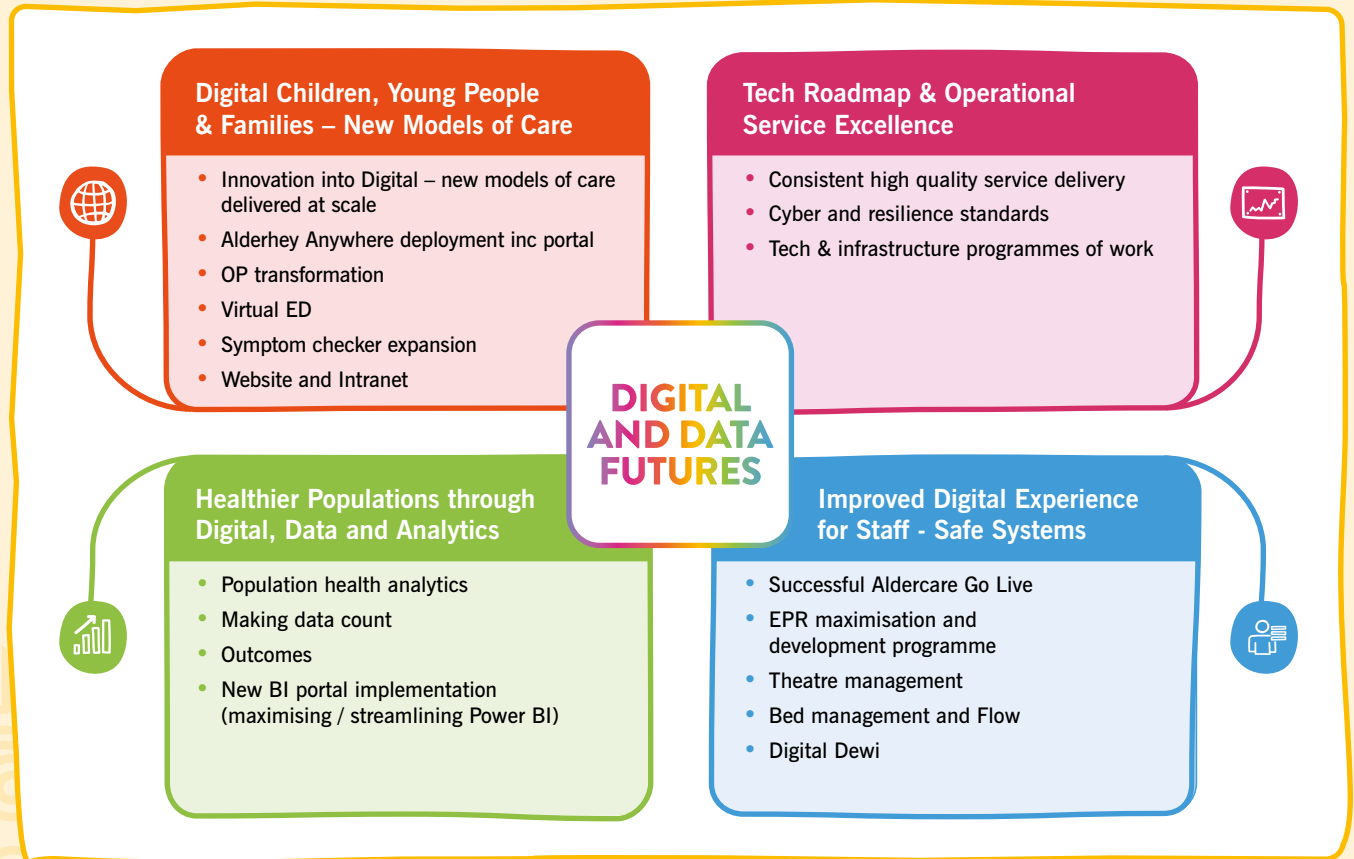 Digital Children, Young People
& Families – New Models of Care
• Innovation into Digital – new models of care
delivered at scale
• Alderhey Anywhere deployment inc portal
• OP transformation
• Virtual ED
• Symptom checker expansion
• Website and Intranet
Tech Roadmap & Operational
Service Excellence
• Consistent high quality service delivery
• Cyber and resilience standards
• Tech & infrastructure programmes of work
DIGITAL
AND DATA
FUTURES
Healthier Populations through
Digital, Data and Analytics
• Population health analytics
• Making data count
• Outcomes
• New BI portal implementation
(maximising / streamlining Power BI)
Improved Digital Experience
for Staff - Safe Systems
• Successful Aldercare Go Live
• EPR maximisation and
development programme
• Theatre management
• Bed management and Flow
• Digital Dewi